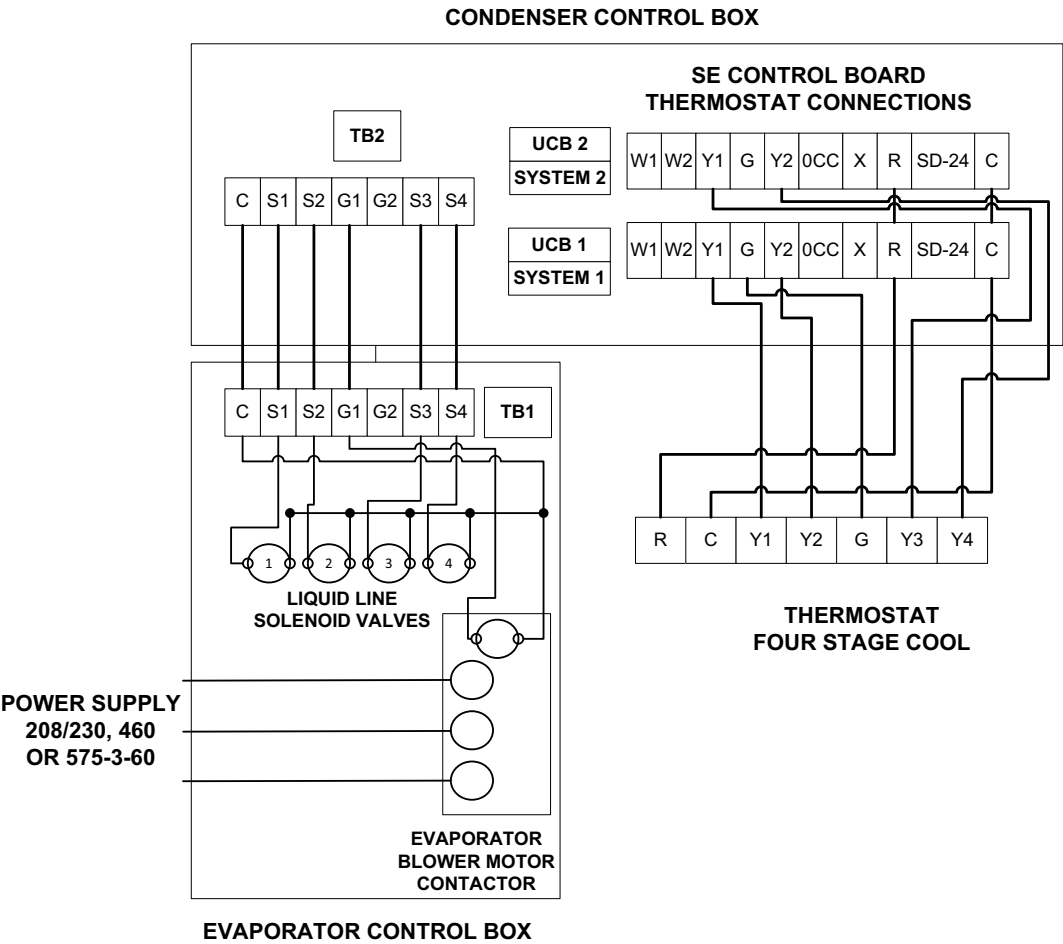 CONDENSER CONTROL BOX
SE CONTROL BOARD
THERMOSTAT CONNECTIONS
TB2
UCB 2
SYSTEM 2
W1 W2 Y1 G Y2 0CC X R SD-24 C
C S1 S2 G1 G2 S3 S4
UCB 1
SYSTEM 1
W1 W2 Y1 G Y2 0CC X R SD-24 C
C S1 S2 G1 G2 S3 S4
TB1
1 2 3 4
LIQUID LINE
SOLENOID VALVES
R C Y1 Y2 G Y3 Y4
THERMOSTAT
FOUR STAGE COOL
POWER SUPPLY
208/230, 460
OR 575-3-60
EVAPORATOR
BLOWER MOTOR
CONTACTOR
EVAPORATOR CONTROL BOX